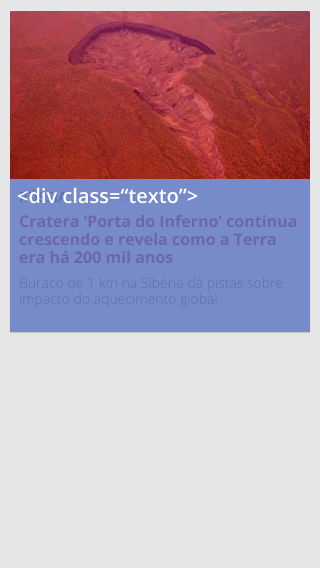 <div class=“texto”>
Cratera ‘Porta do Inferno’ continua
crescendo e revela como a Terra
era há 200 mil anos
Buraco de 1 km na Sibéria dá pistas sobre
impacto do aquecimento global.